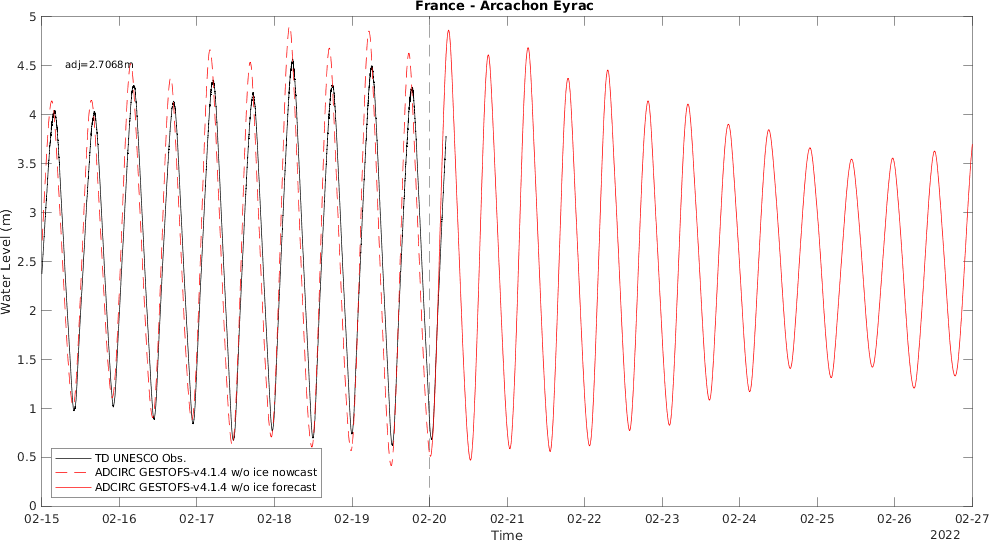 France - Arcachon Eyrac
adj=2.7068m
Water Level (m)
5
4.5
4
3.5
3
2.5
2
1.5
1
0.5
0
TD UNESCO Obs.
ADCIRC GESTOFS-v4.1.4 w/o ice nowcast
ADCIRC GESTOFS-v4.1.4 w/o ice forecast
02-15 02-16 02-17 02-18 02-19 02-20 02-21 02-22 02-23 02-24 02-25 02-26 02-27
Time
2022